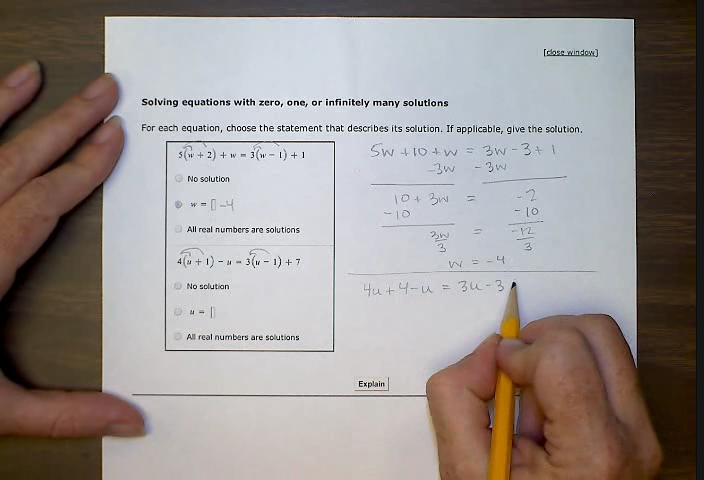 [close window]
Solving equations with zero, one, or infinitely many solutions
For each equation, choose the statement that describes its solution. If applicable, give the solution.
5(w + 2) + w = 3(w − 1) + 1
No solution
w = [] -4
All real numbers are solutions
4(u + 1) − u = 3(u − 1) + 7
No solution
u = []
All real numbers are solutions
5w + 10 + w = 3w - 3 + 1
-3w - 3w
10 + 3w = -2
-10 -10
3w/3 = -12/3
w = -4
4u + 4 - u = 3u - 3
Explain